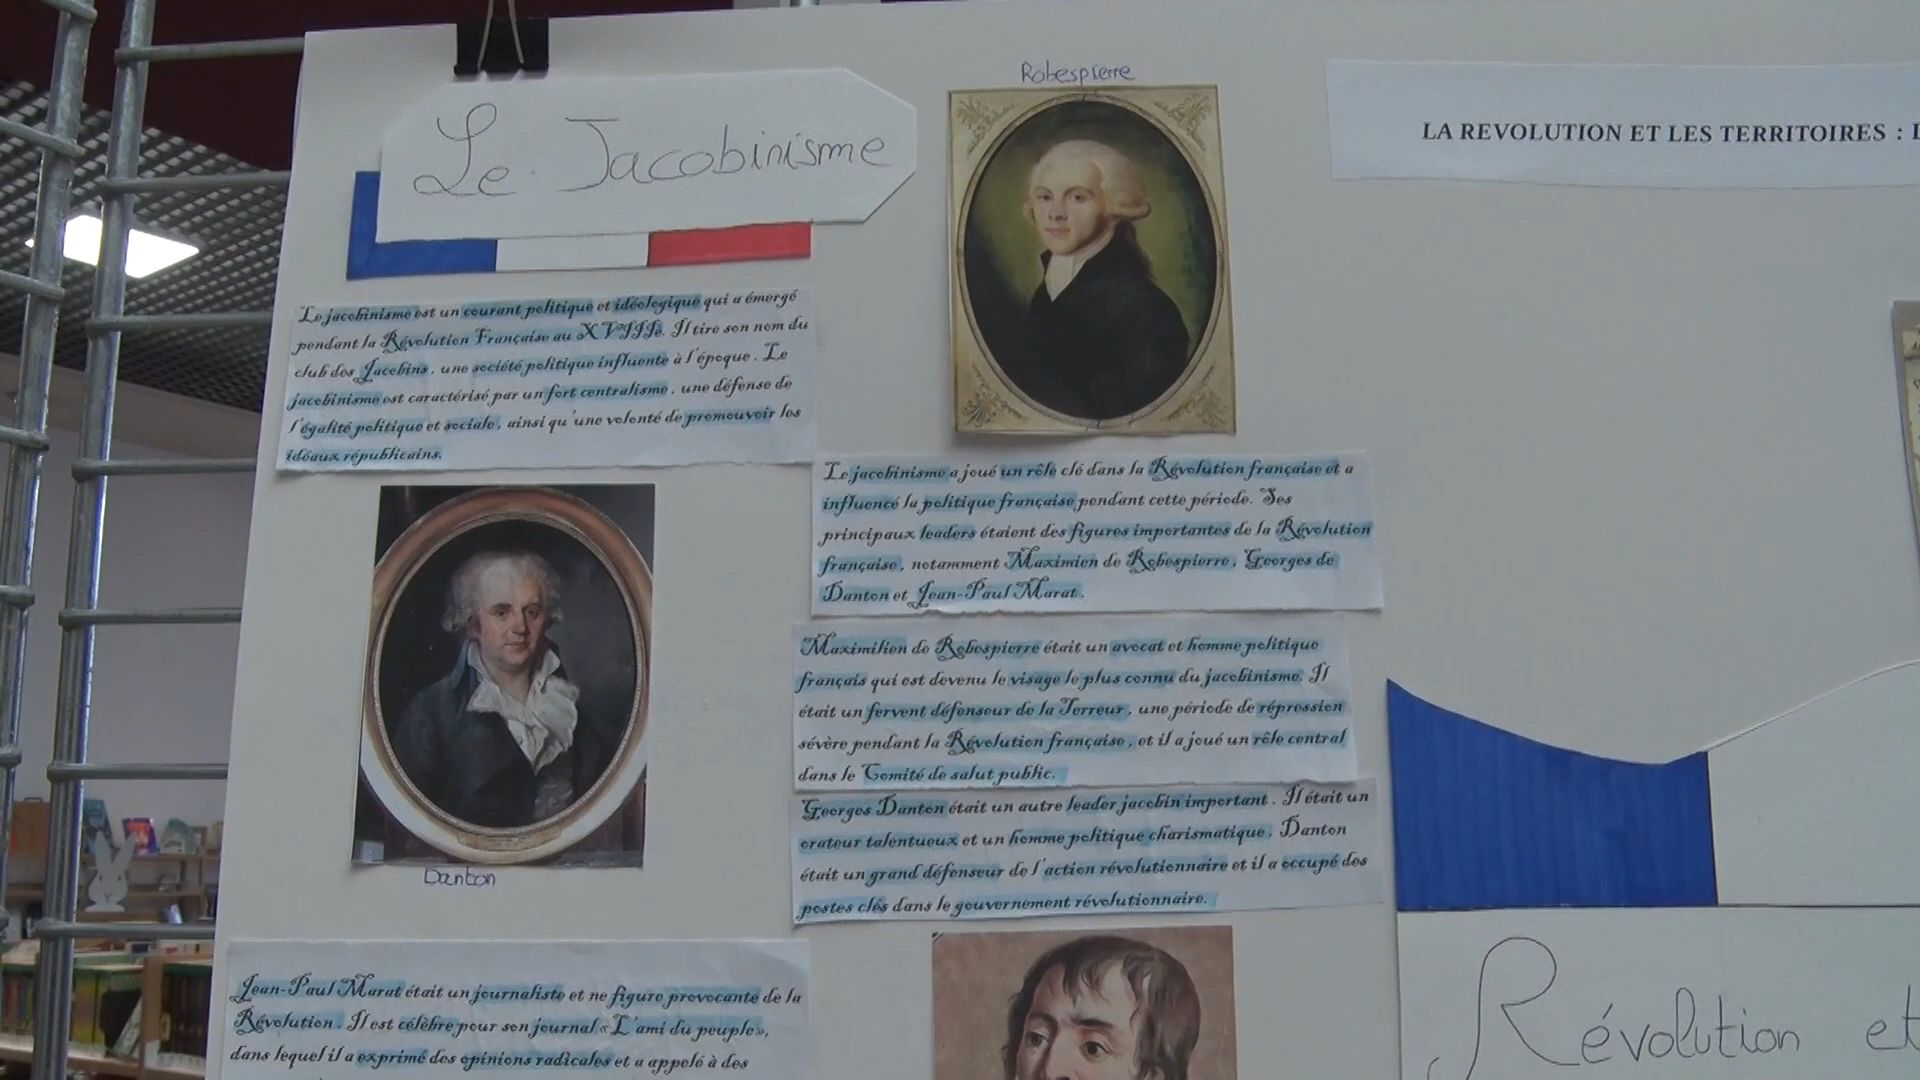 Le Jacobinisme
Le jacobinisme est un courant politique et idéologique qui a émergé
pendant la Révolution Française au XVIIIe. Il tire son nom du
club des Jacobins, une société politique influente à l'époque. Le
jacobinisme est caractérisé par un fort centralisme, une défense de
l'égalité politique et sociale, ainsi qu'une volonté de promouvoir les
idéaux républicains.
Danton
Jean-Paul Marat était un journaliste et ne figure provocante de la
Révolution. Il est célèbre pour son journal «L'ami du peuple»,
dans lequel il a exprimé des opinions radicales et a appelé à des
Robespierre
Le jacobinisme a joué un rôle clé dans la Révolution française et a
influencé la politique française pendant cette période. Ses
principaux leaders étaient des figures importantes de la Révolution
française, notamment Maximien de Robespierre, Georges de
Danton et Jean-Paul Marat.
Maximilien de Robespierre était un avocat et homme politique
français qui est devenu le visage le plus connu du jacobinisme. Il
était un fervent défenseur de la Terreur, une période de répression
sévère pendant la Révolution française, et il a joué un rôle central
dans le Comité de salut public.
Georges Danton était un autre leader jacobin important. Il était un
orateur talentueux et un homme politique charismatique. Danton
était un grand défenseur de l'action révolutionnaire et il a occupé des
postes clés dans le gouvernement révolutionnaire.
LA REVOLUTION ET LES TERRITOIRES :
Révolution et